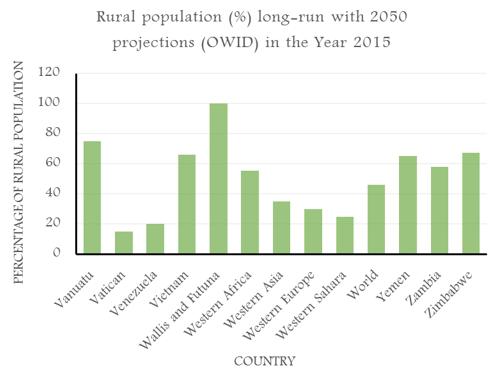 Rural population (%) long-run with 2050
projections (OWID) in the Year 2015
PERCENTAGE OF RURAL POPULATION
120
100
80
60
40
20
0
Vanuatu
Vatican
Venezuela
Vietnam
Wallis and Futuna
Western Africa
Western Asia
Western Europe
Western Sahara
World
Yemen
Zambia
Zimbabwe
COUNTRY